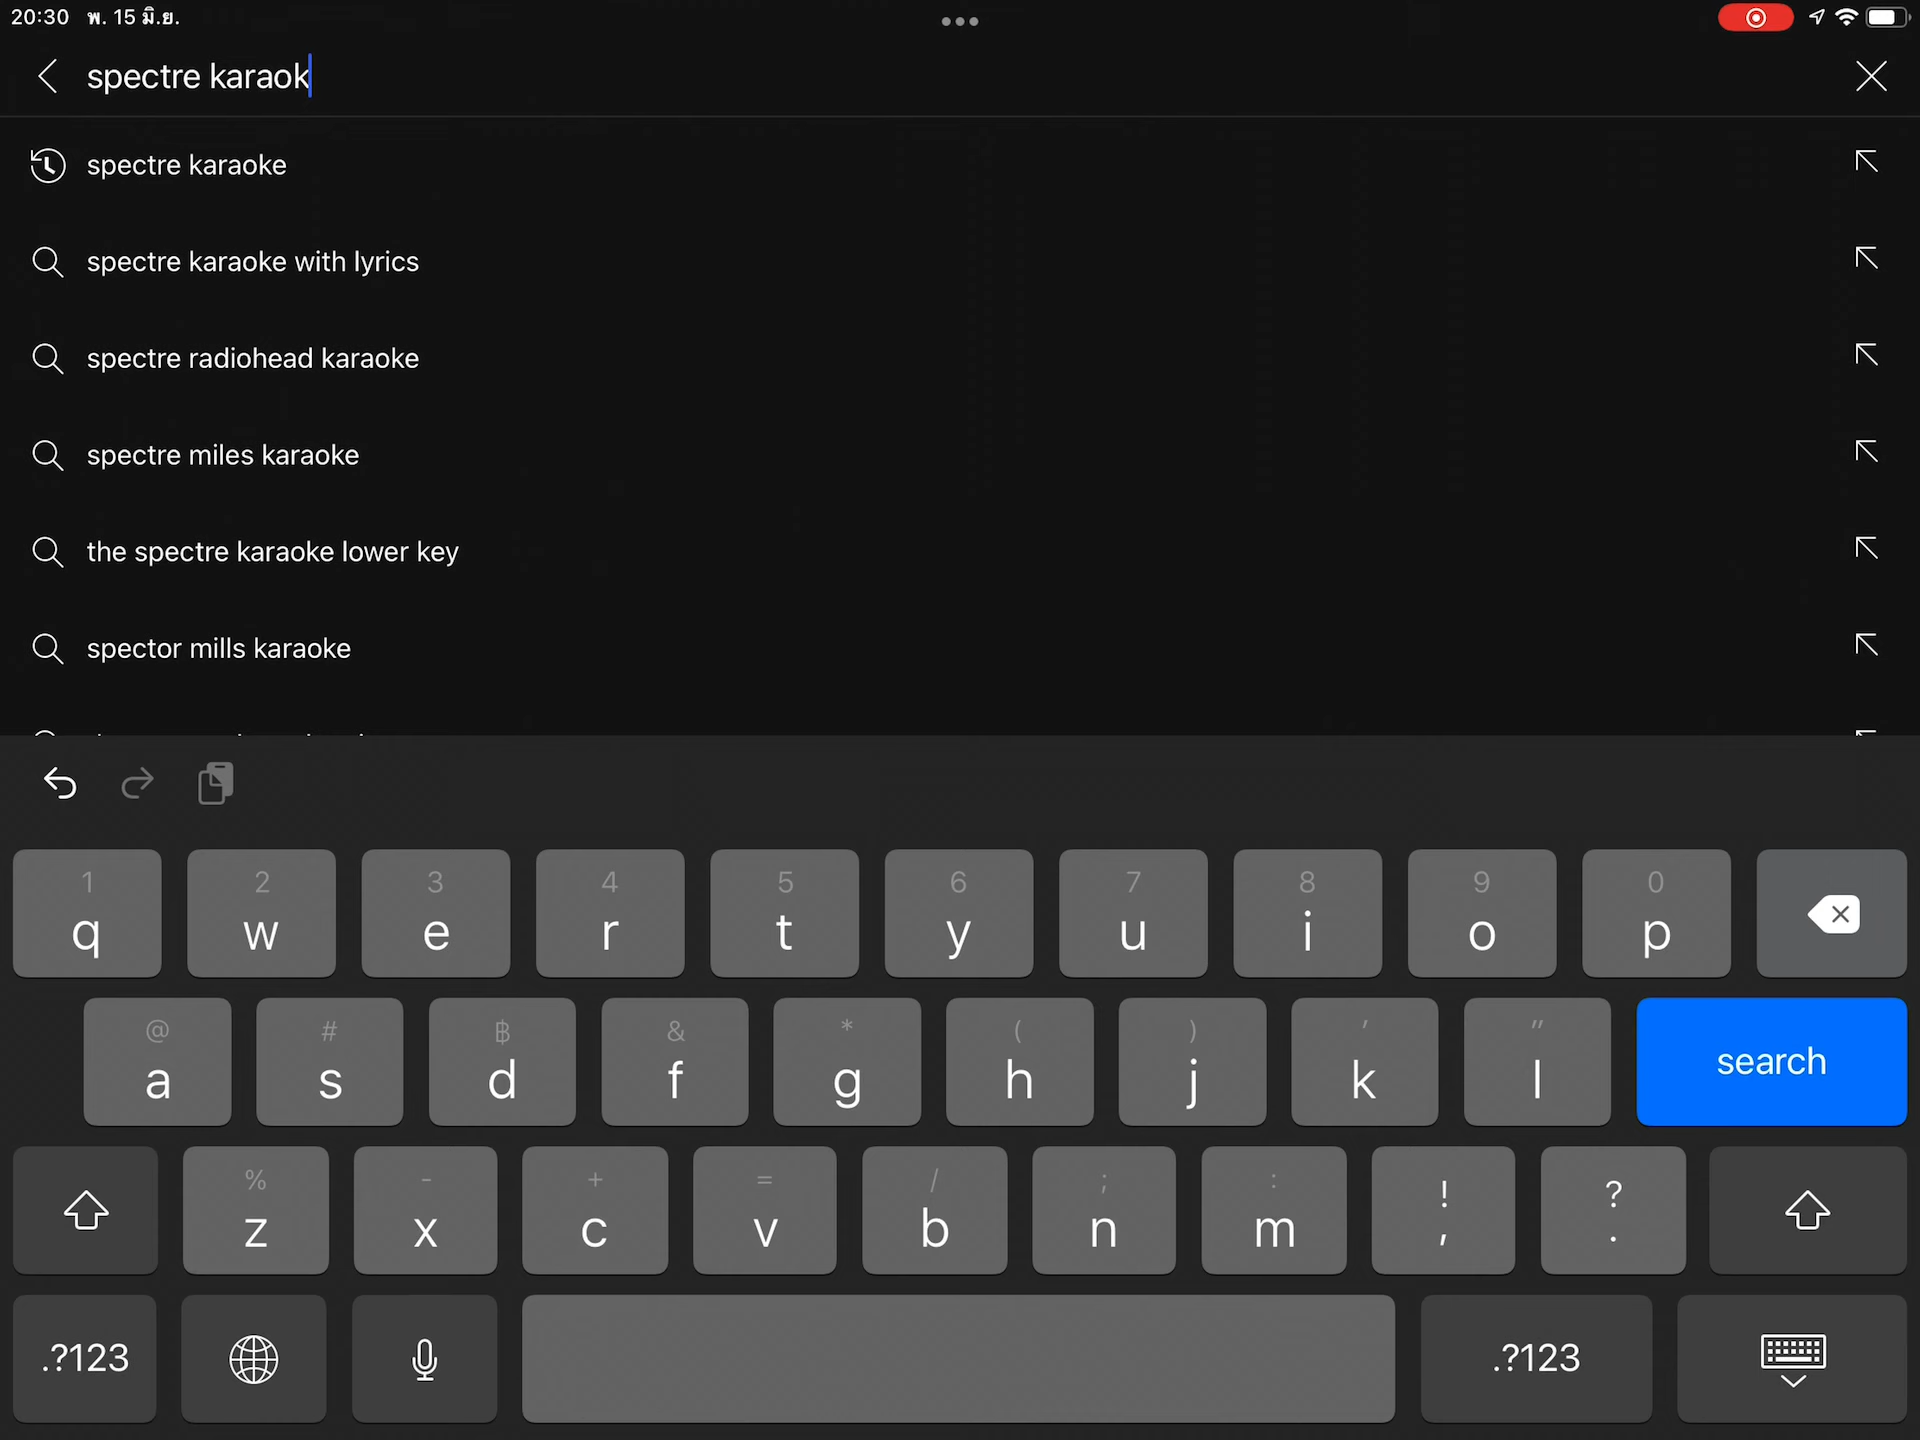 20:30 พ. 15 มิ.ย.
spectre karaok
spectre karaoke
spectre karaoke with lyrics
spectre radiohead karaoke
spectre miles karaoke
the spectre karaoke lower key
spector mills karaoke
1 2 3 4 5 6 7 8 9 0
q w e r t y u i o p
@ # ฿ & * ( ) ' "
a s d f g h j k l search
% - + = / ; : ! ?
z x c v b n m , .
.?123 .?123